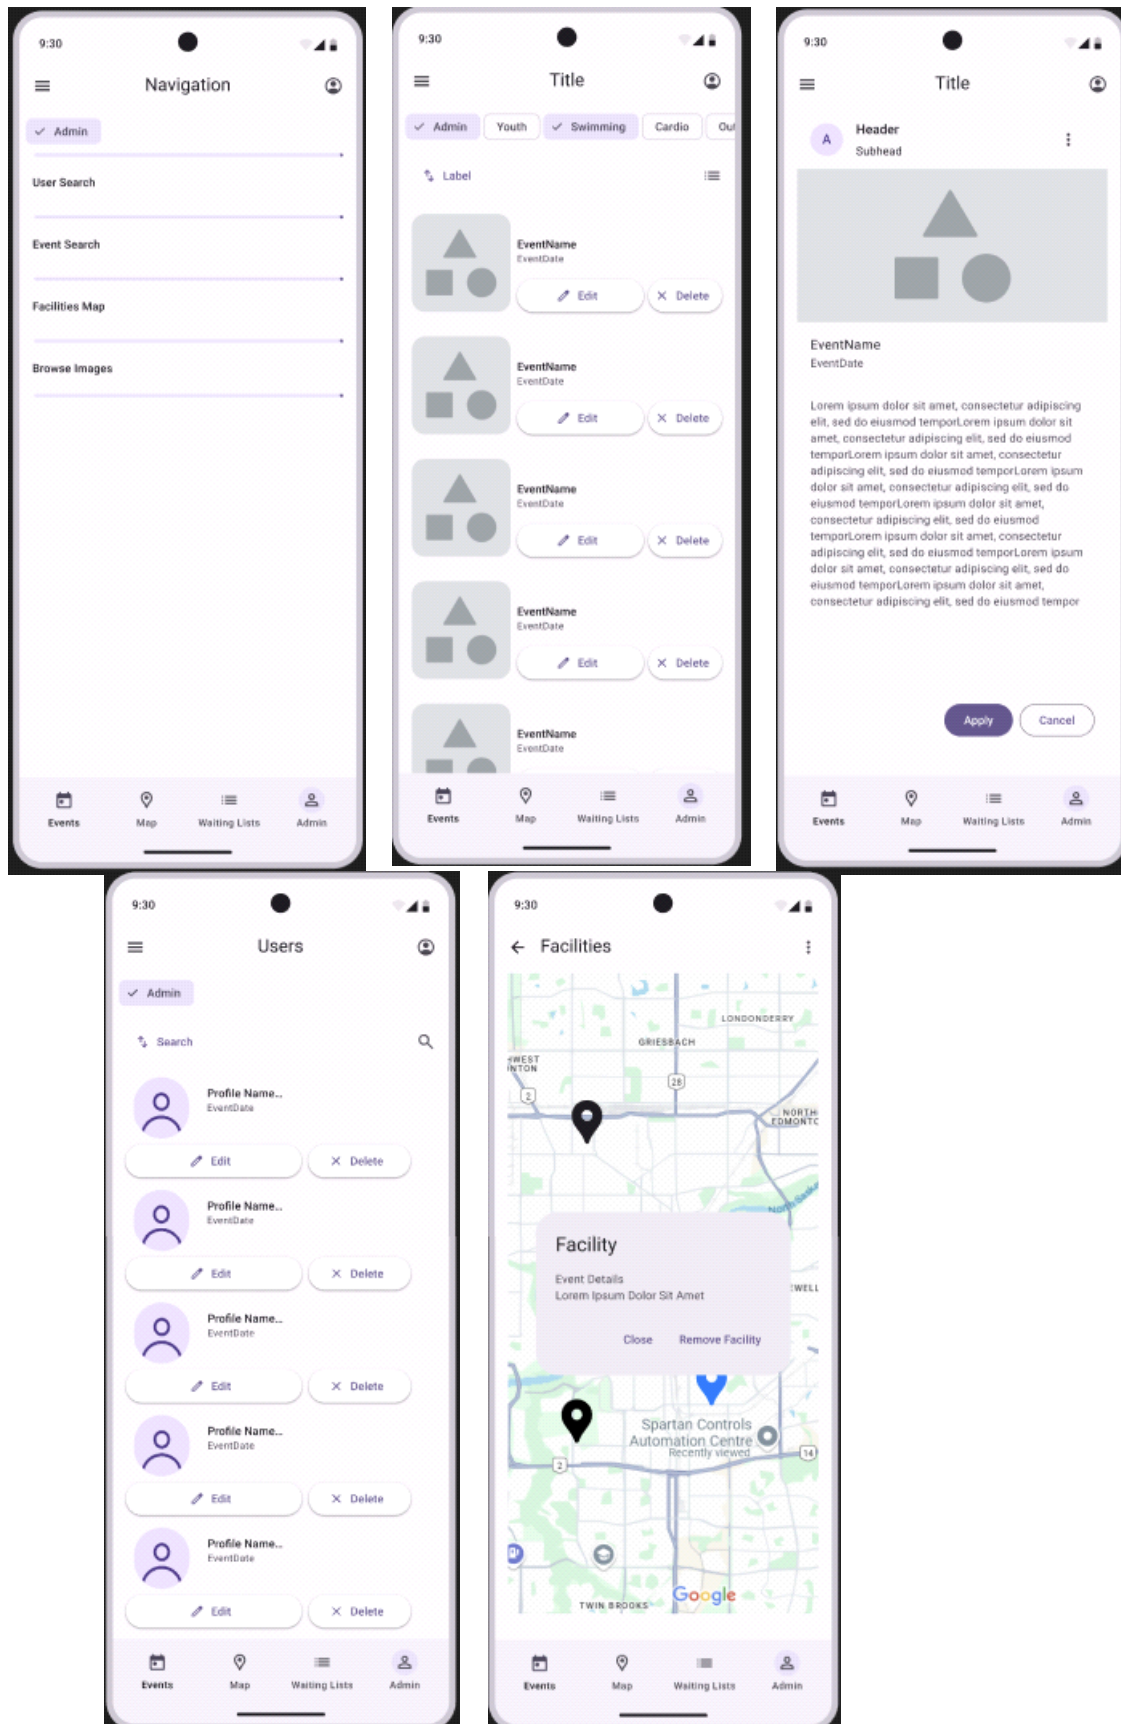 9:30
Navigation
Admin
User Search
Event Search
Facilities Map
Browse Images
Events Map Waiting Lists Admin
9:30
Title
Admin Youth Swimming Cardio Out
Label
EventName
EventDate
Edit Delete
EventName
EventDate
Edit Delete
EventName
EventDate
Edit Delete
EventName
EventDate
Edit Delete
EventName
EventDate
Events Map Waiting Lists Admin
9:30
Title
A
Header
Subhead
EventName
EventDate
Lorem ipsum dolor sit amet, consectetur adipiscing
elit, sed do eiusmod temporLorem ipsum dolor sit
amet, consectetur adipiscing elit, sed do eiusmod
temporLorem ipsum dolor sit amet, consectetur
adipiscing elit, sed do eiusmod temporLorem ipsum
dolor sit amet, consectetur adipiscing elit, sed do
eiusmod temporLorem ipsum dolor sit amet,
consectetur adipiscing elit, sed do eiusmod
temporLorem ipsum dolor sit amet, consectetur
adipiscing elit, sed do eiusmod temporLorem ipsum
dolor sit amet, consectetur adipiscing elit, sed do
eiusmod temporLorem ipsum dolor sit amet,
consectetur adipiscing elit, sed do eiusmod tempor
Apply Cancel
Events Map Waiting Lists Admin
9:30
Users
Admin
Search
Profile Name...
EventDate
Edit Delete
Profile Name...
EventDate
Edit Delete
Profile Name...
EventDate
Edit Delete
Profile Name...
EventDate
Edit Delete
Profile Name...
EventDate
Edit Delete
Events Map Waiting Lists Admin
9:30
Facilities
LONDONDERRY
GRIESBACH
HWEST
INTON
28
2
NORTH
EDMONTC
North Saska
Facility
Event Details
Lorem Ipsum Dolor Sit Amet
EWELL
Close Remove Facility
Spartan Controls
Automation Centre
Recently viewed
14
2
Google
TWIN BROOKS
Events Map Waiting Lists Admin